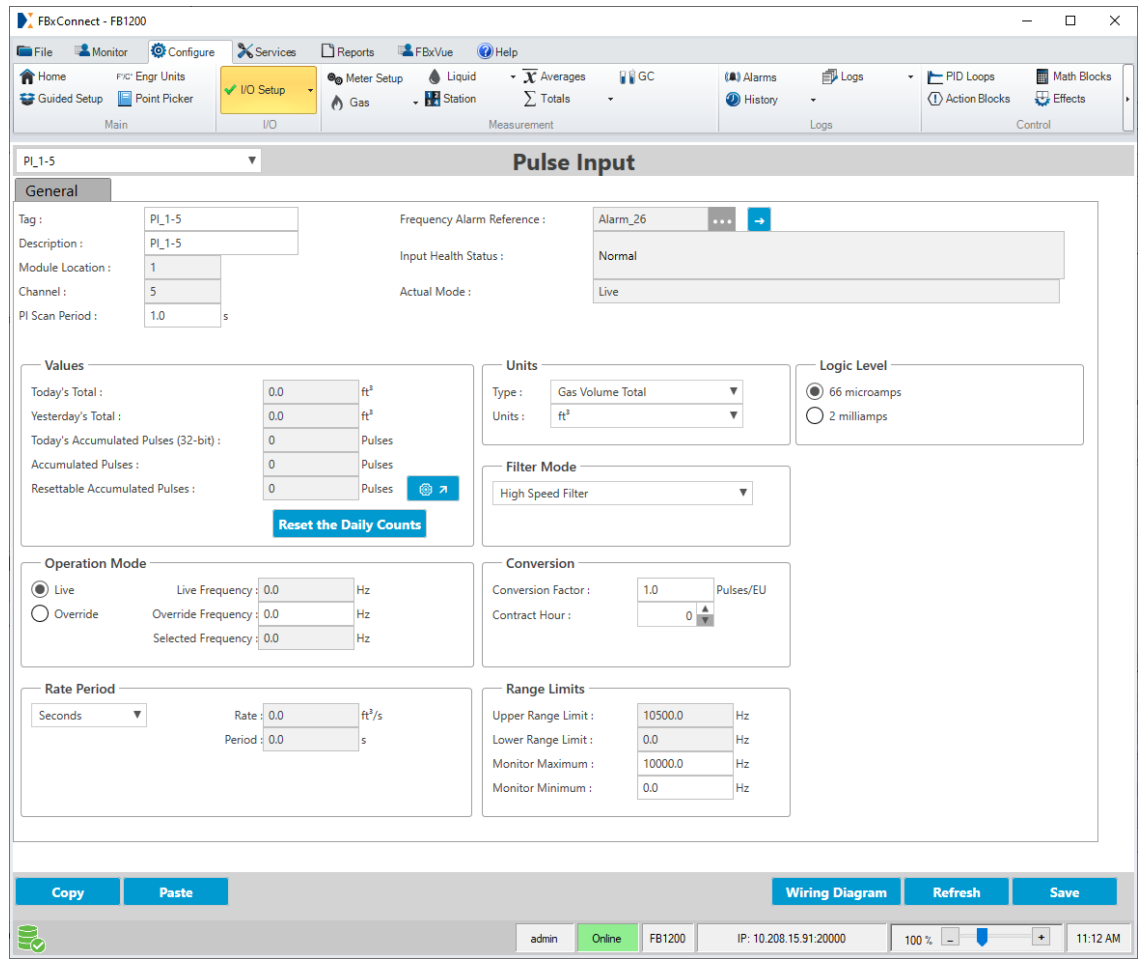 FBxConnect - FB1200
File Monitor Configure Services Reports FBxVue Help
Home Engr Units I/O Setup Meter Setup Liquid Averages GC Alarms Logs PID Loops Math Blocks
Guided Setup Point Picker Gas Station Totals History Action Blocks Effects
Main I/O Measurement Logs Control
PI_1-5 Pulse Input
General
Tag : PI_1-5 Frequency Alarm Reference : Alarm_26 ...
Description : PI_1-5
Input Health Status : Normal
Module Location : 1
Channel : 5 Actual Mode : Live
PI Scan Period : 1.0 s
Values Units Logic Level
Today's Total : 0.0 ft³ Type : Gas Volume Total 66 microamps
Yesterday's Total : 0.0 ft³ Units : ft³ 2 milliamps
Today's Accumulated Pulses (32-bit) : 0 Pulses
Accumulated Pulses : 0 Pulses Filter Mode
Resettable Accumulated Pulses : 0 Pulses High Speed Filter
Reset the Daily Counts
Operation Mode Conversion
Live Live Frequency : 0.0 Hz Conversion Factor : 1.0 Pulses/EU
Override Override Frequency : 0.0 Hz Contract Hour : 0
Selected Frequency : 0.0 Hz
Rate Period Range Limits
Seconds Rate : 0.0 ft³/s Upper Range Limit : 10500.0 Hz
Period : 0.0 s Lower Range Limit : 0.0 Hz
Monitor Maximum : 10000.0 Hz
Monitor Minimum : 0.0 Hz
Copy Paste Wiring Diagram Refresh Save
admin Online FB1200 IP: 10.208.15.91:20000 100 % - + 11:12 AM